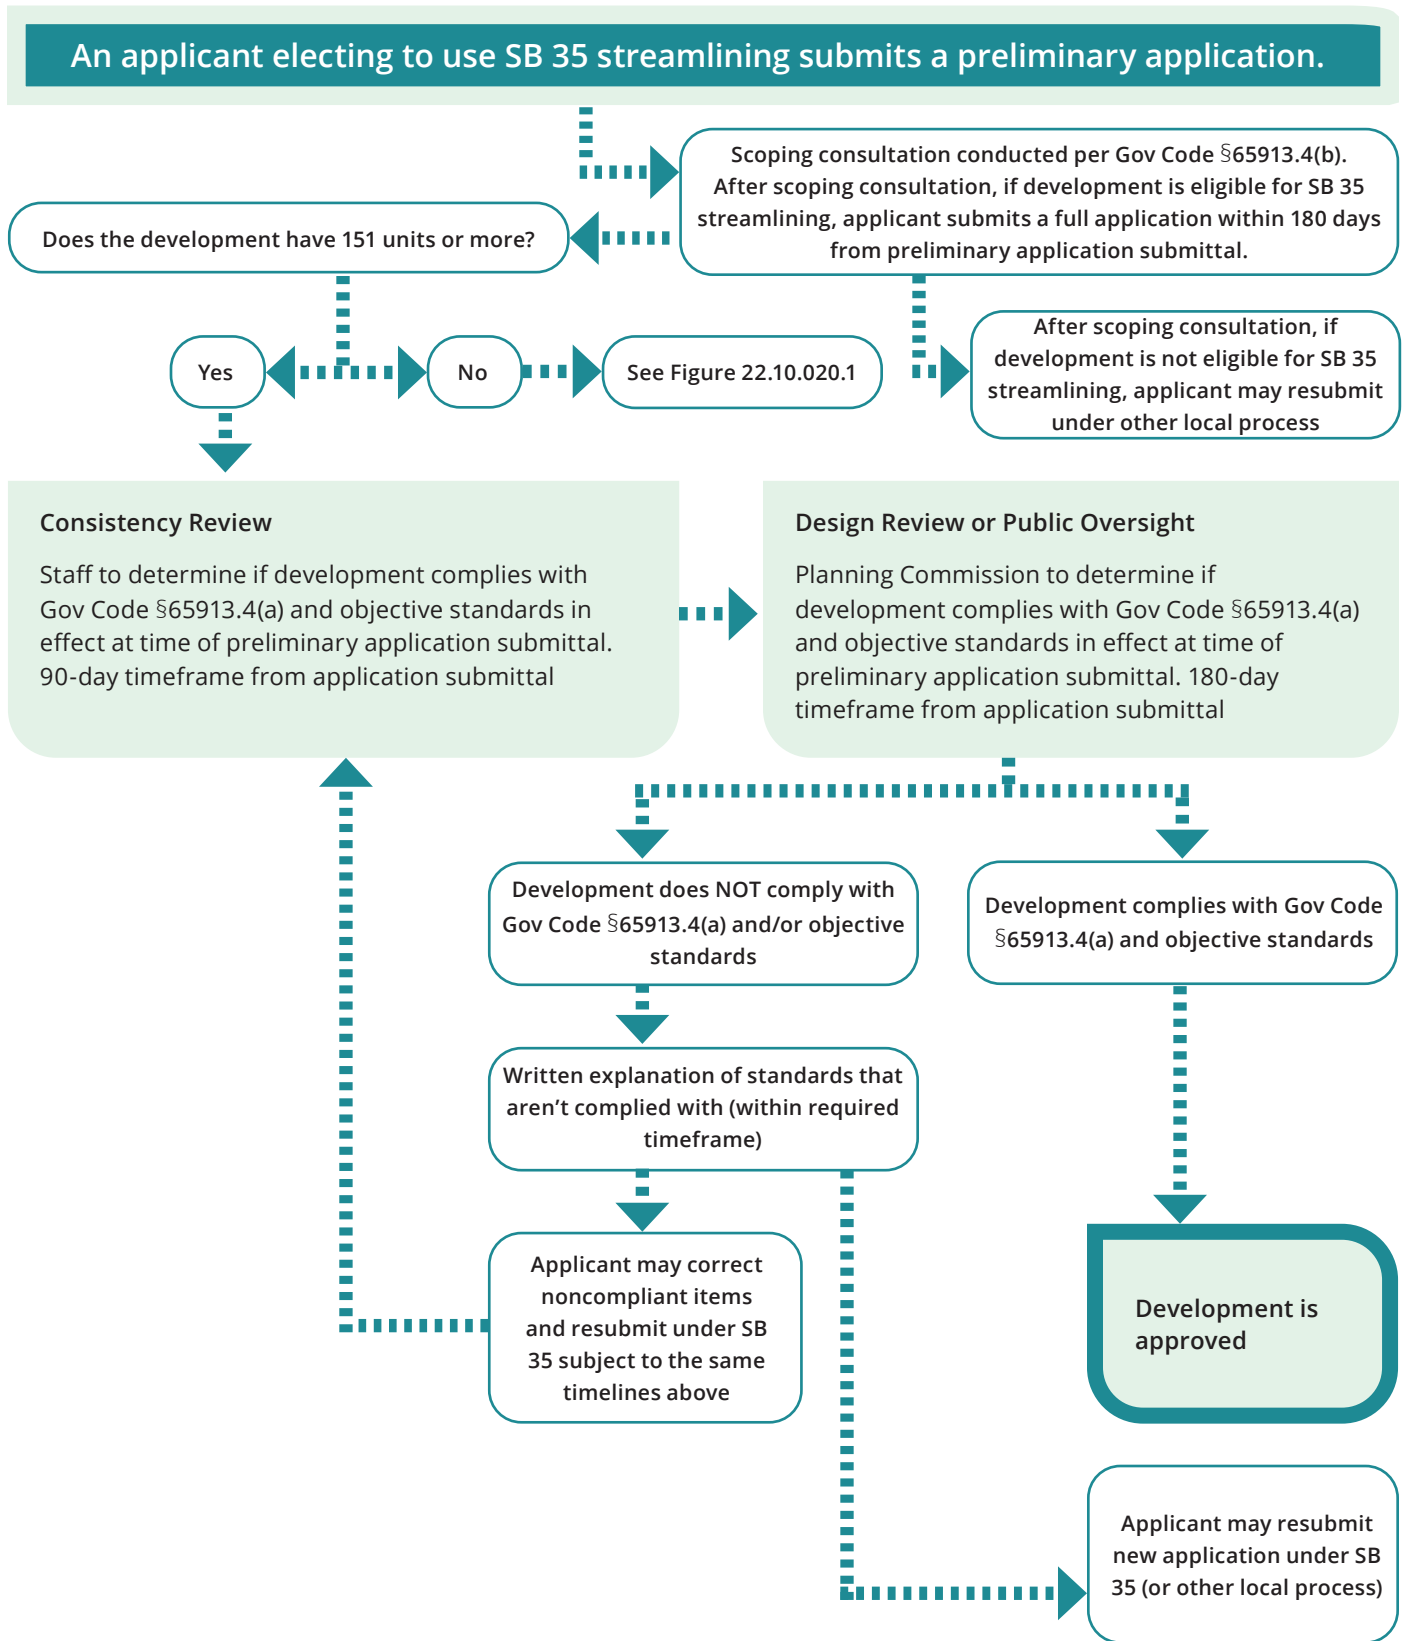 An applicant electing to use SB 35 streamlining submits a preliminary application.
Scoping consultation conducted per Gov Code §65913.4(b).
After scoping consultation, if development is eligible for SB 35
streamlining, applicant submits a full application within 180 days
from preliminary application submittal.
Does the development have 151 units or more?
After scoping consultation, if
development is not eligible for SB 35
streamlining, applicant may resubmit
under other local process
Yes
No
See Figure 22.10.020.1
Consistency Review
Staff to determine if development complies with
Gov Code §65913.4(a) and objective standards in
effect at time of preliminary application submittal.
90-day timeframe from application submittal
Design Review or Public Oversight
Planning Commission to determine if
development complies with Gov Code §65913.4(a)
and objective standards in effect at time of
preliminary application submittal. 180-day
timeframe from application submittal
Development does NOT comply with
Gov Code §65913.4(a) and/or objective
standards
Development complies with Gov Code
§65913.4(a) and objective standards
Written explanation of standards that
aren’t complied with (within required
timeframe)
Applicant may correct
noncompliant items
and resubmit under SB
35 subject to the same
timelines above
Development is
approved
Applicant may resubmit
new application under SB
35 (or other local process)